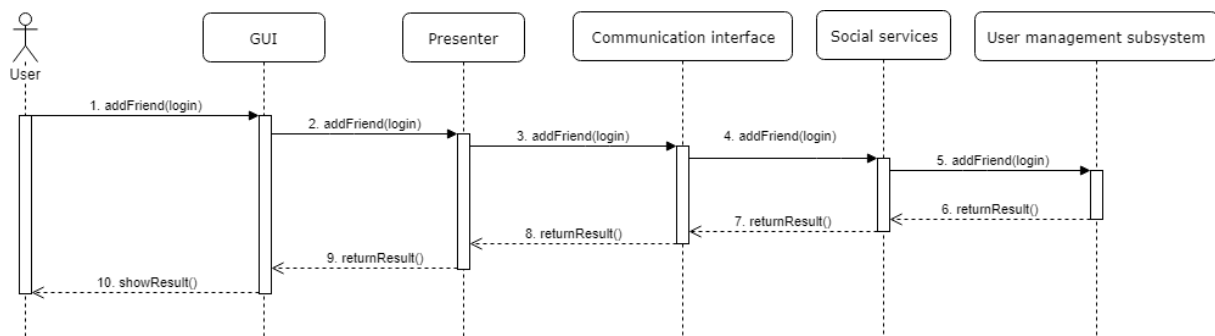 User
GUI
Presenter
Communication interface
Social services
User management subsystem
1. addFriend(login)
2. addFriend(login)
3. addFriend(login)
4. addFriend(login)
5. addFriend(login)
6. returnResult()
7. returnResult()
8. returnResult()
9. returnResult()
10. showResult()